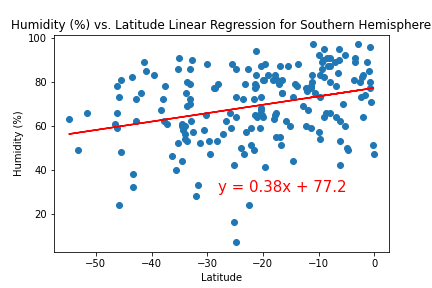 Humidity (%) vs. Latitude Linear Regression for Southern Hemisphere
100
80
60
40
20
Humidity (%)
y = 0.38x + 77.2
−50 −40 −30 −20 −10 0
Latitude